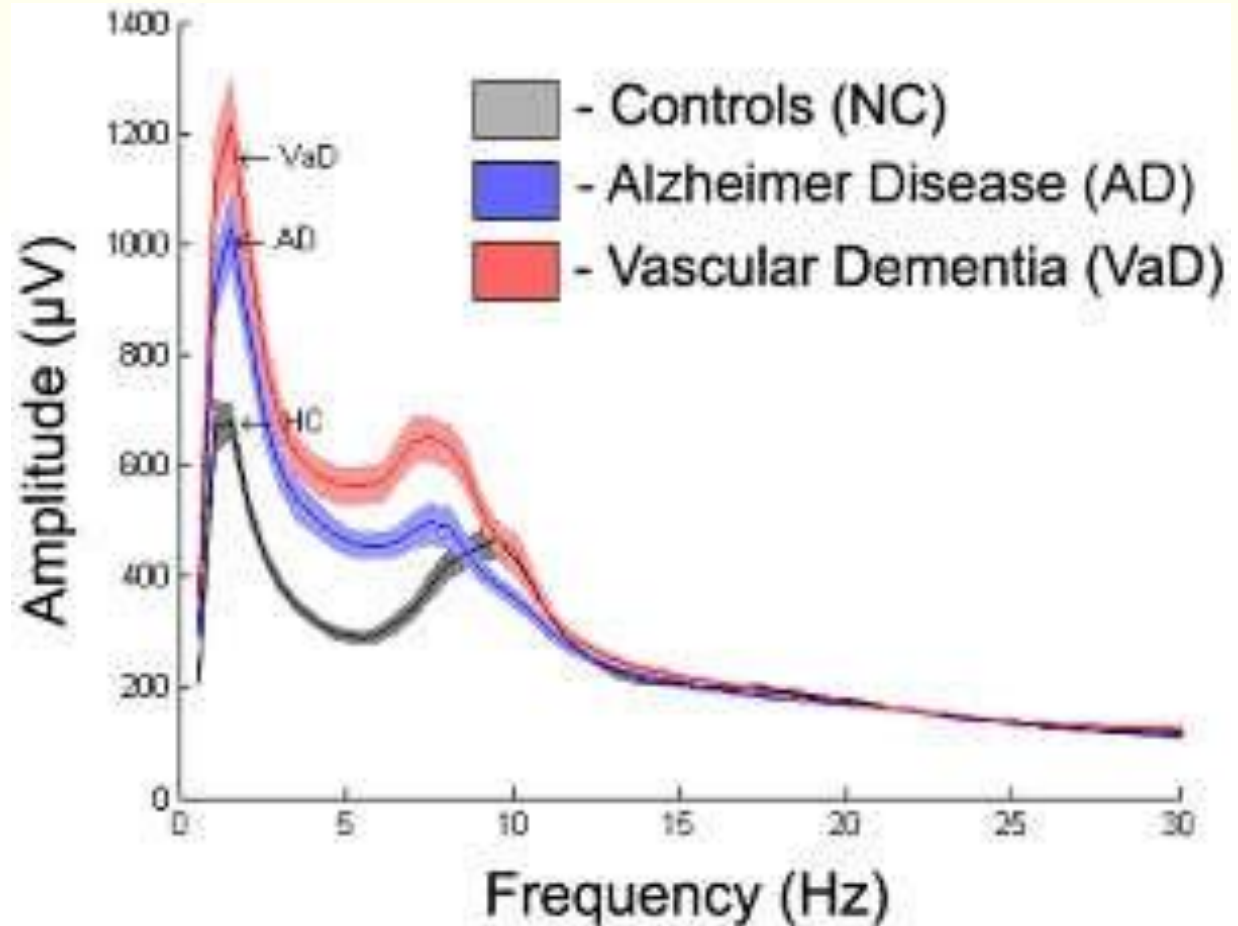 1400
1200
1000
800
600
400
200
0
0 5 10 15 20 25 30
Amplitude (µV)
Frequency (Hz)
- Controls (NC)
- Alzheimer Disease (AD)
- Vascular Dementia (VaD)
VaD
AD
HC